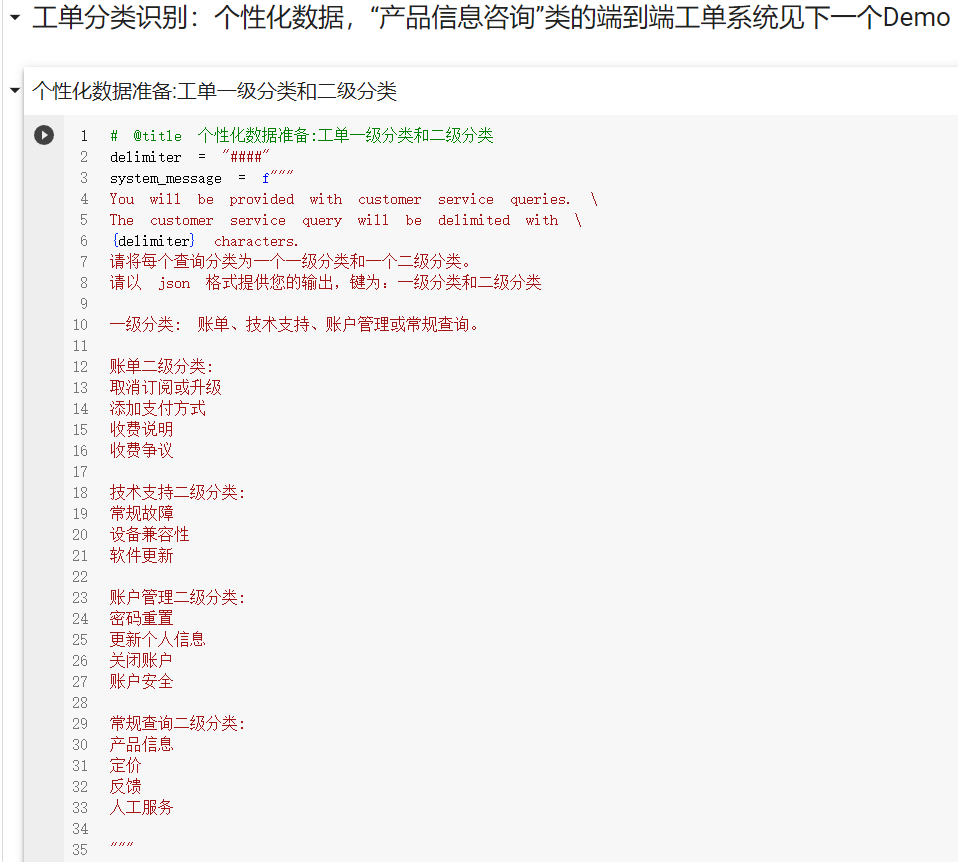 工单分类识别：个性化数据，“产品信息咨询”类的端到端工单系统见下一个Demo
个性化数据准备:工单一级分类和二级分类
1 # @title 个性化数据准备:工单一级分类和二级分类
2 delimiter = "####"
3 system_message = f"""
4 You will be provided with customer service queries. \
5 The customer service query will be delimited with \
6 {delimiter} characters.
7 请将每个查询分类为一个一级分类和一个二级分类。
8 请以 json 格式提供您的输出，键为：一级分类和二级分类
9
10 一级分类： 账单、技术支持、账户管理或常规查询。
11
12 账单二级分类：
13 取消订阅或升级
14 添加支付方式
15 收费说明
16 收费争议
17
18 技术支持二级分类：
19 常规故障
20 设备兼容性
21 软件更新
22
23 账户管理二级分类：
24 密码重置
25 更新个人信息
26 关闭账户
27 账户安全
28
29 常规查询二级分类：
30 产品信息
31 定价
32 反馈
33 人工服务
34
35 """